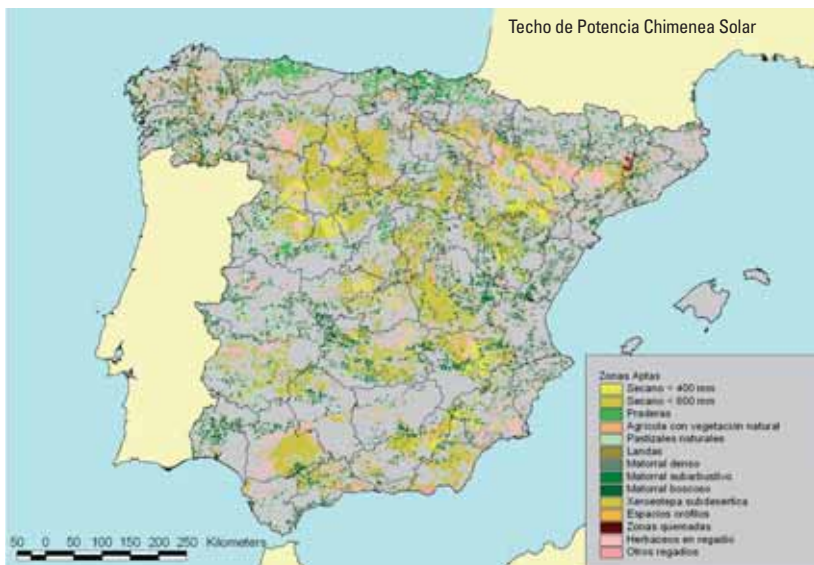 Techo de Potencia Chimenea Solar
Zonas Aptas
Secano < 400 mm
Secano < 600 mm
Praderas
Agrícola con vegetación natural
Pastizales naturales
Landas
Matorral denso
Matorral subarbustivo
Matorral boscoso
Xeroestepa subdesértica
Espacios orófilos
Zonas quemadas
Herbáceos en regadío
Otros regadíos
50 0 50 100 150 200 250 Kilometers